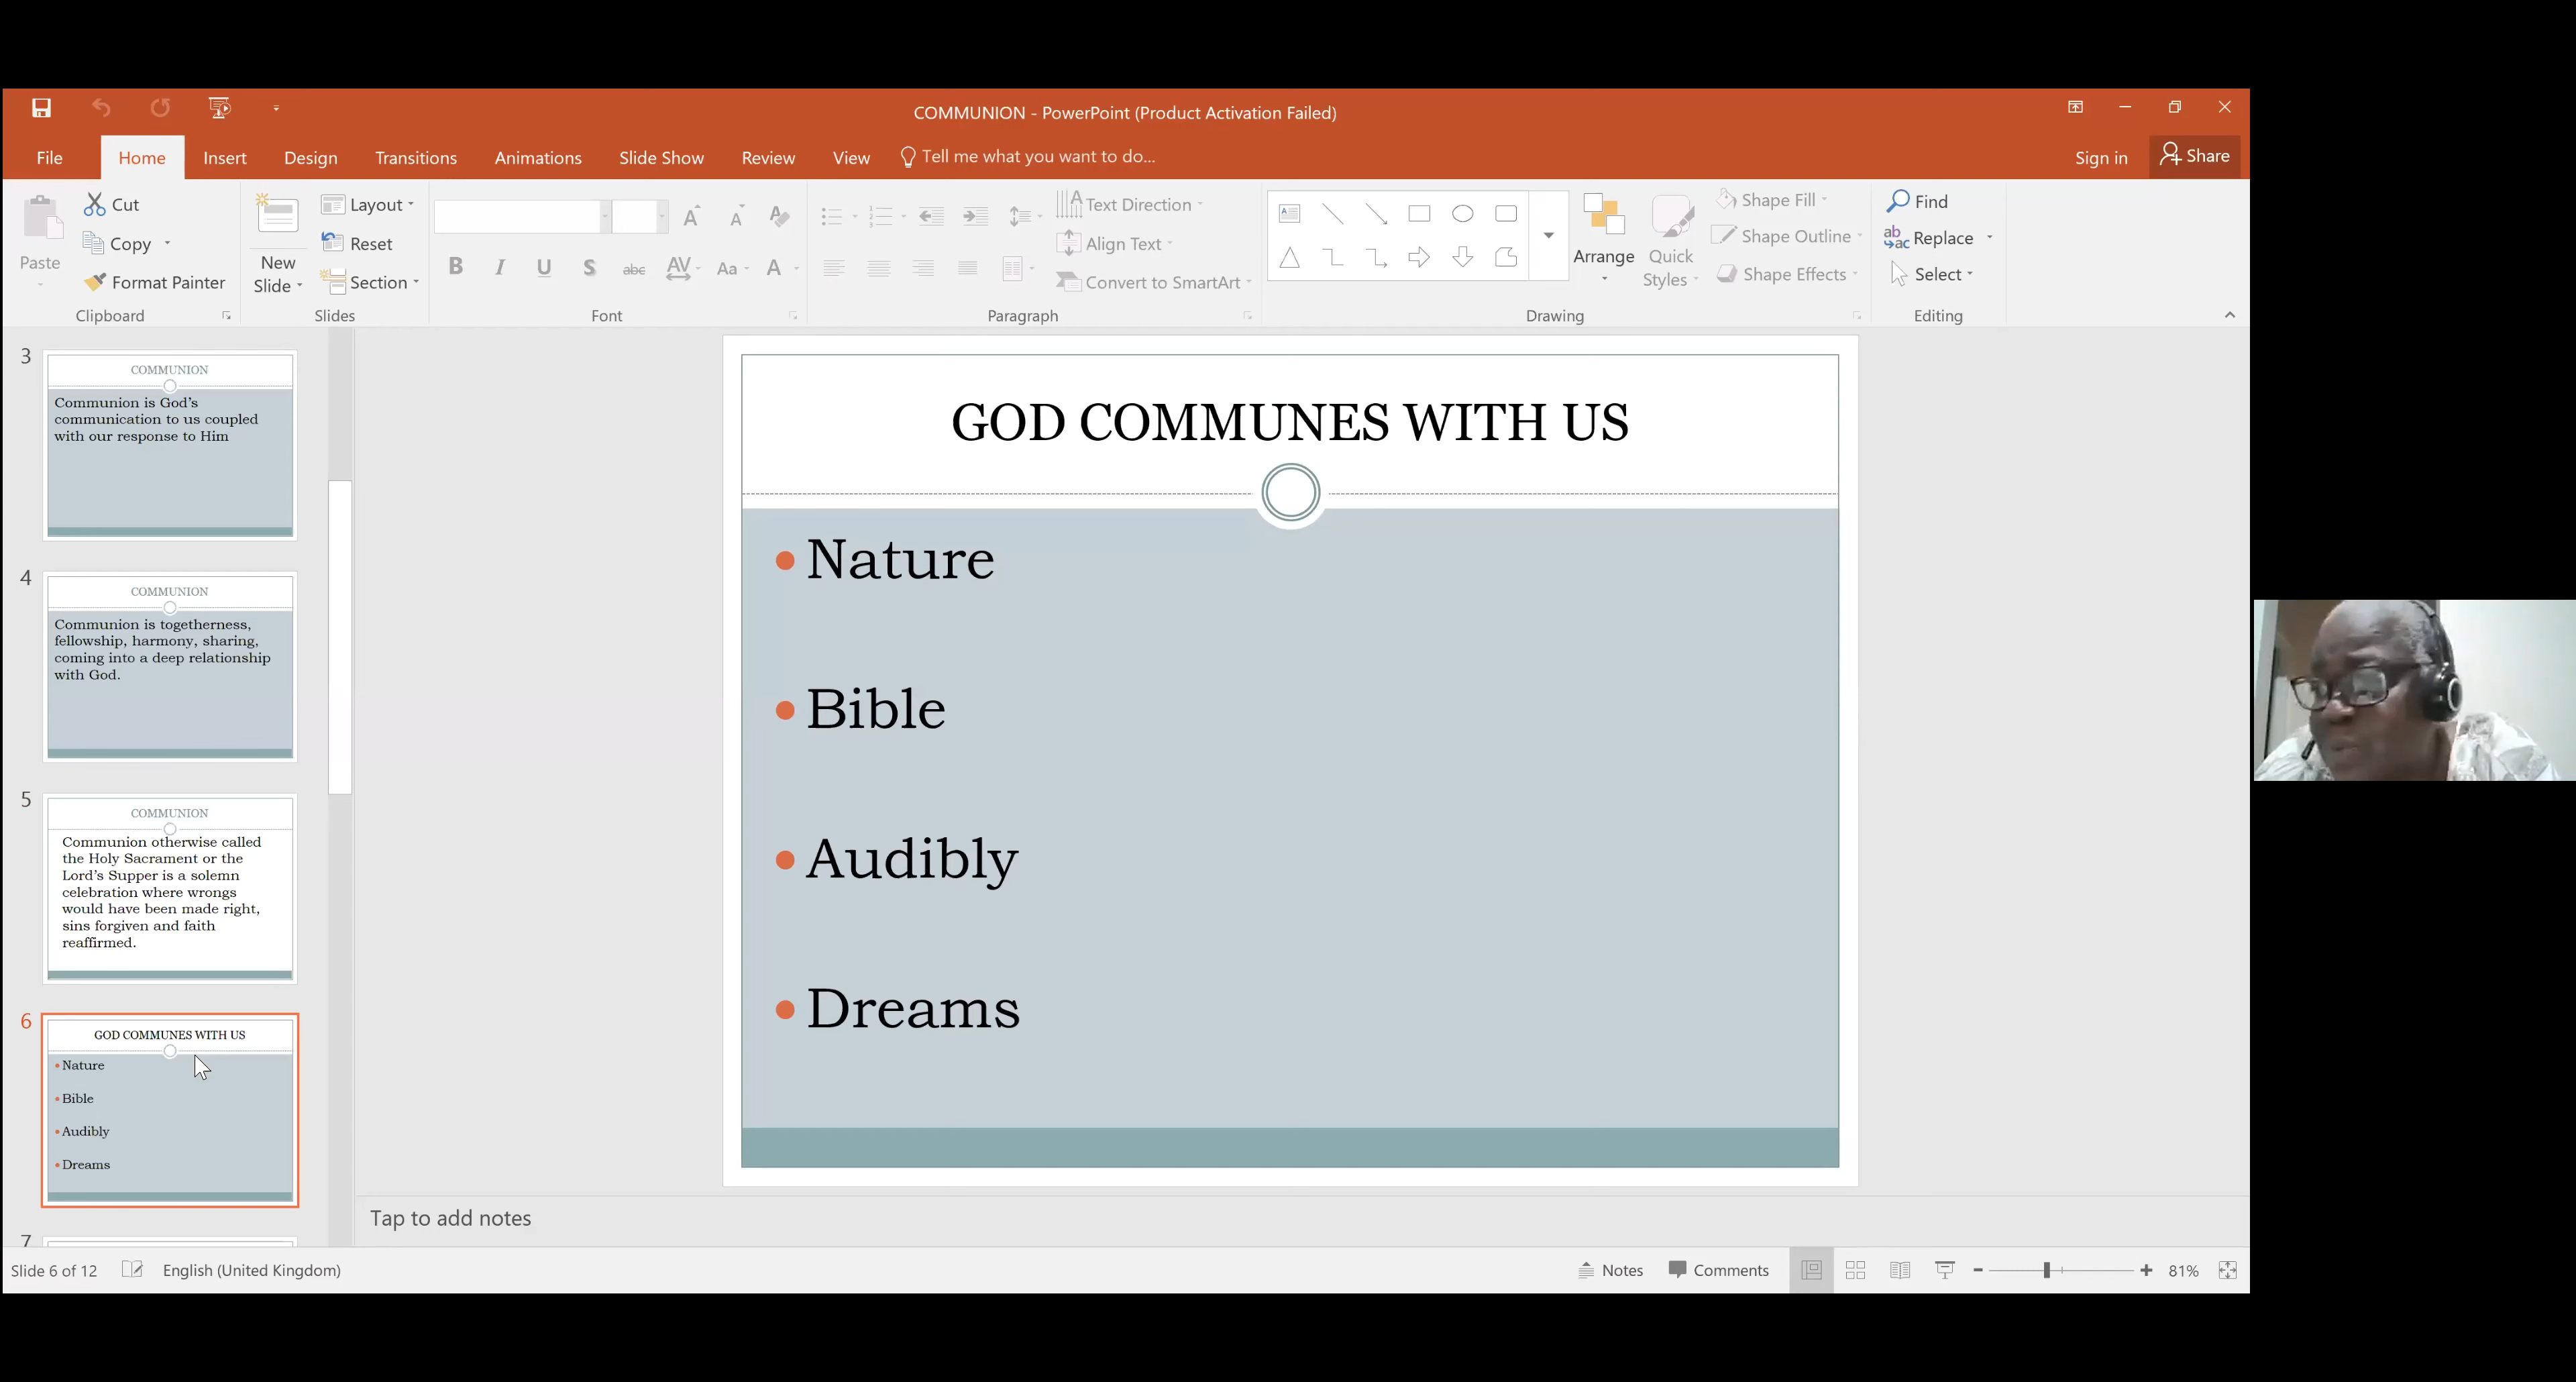 COMMUNION - PowerPoint (Product Activation Failed)
File Home Insert Design Transitions Animations Slide Show Review View Tell me what you want to do... Sign in Share
Paste
Cut
Copy
Format Painter
Clipboard
New
Slide
Layout
Reset
Section
Slides
B I U S abc AV Aa A
Font
Text Direction
Align Text
Convert to SmartArt
Paragraph
Arrange
Quick
Styles
Shape Fill
Shape Outline
Shape Effects
Drawing
Find
Replace
Select
Editing
3
COMMUNION
Communion is God's
communication to us coupled
with our response to Him
4
COMMUNION
Communion is togetherness,
fellowship, harmony, sharing,
coming into a deep relationship
with God.
5
COMMUNION
Communion otherwise called
the Holy Sacrament or the
Lord's Supper is a solemn
celebration where wrongs
would have been made right,
sins forgiven and faith
reaffirmed.
6
GOD COMMUNES WITH US
• Nature
• Bible
• Audibly
• Dreams
7
GOD COMMUNES WITH US
• Nature
• Bible
• Audibly
• Dreams
Tap to add notes
Slide 6 of 12 English (United Kingdom) Notes Comments 81%